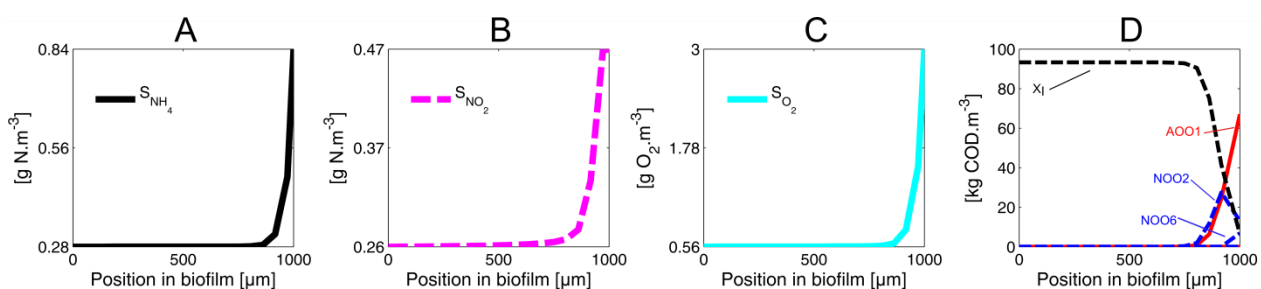 A
0.84
0.56
0.28
[g N.m⁻³]
S_NH₄
0 500 1000
Position in biofilm [µm]
B
0.47
0.37
0.26
[g N.m⁻³]
S_NO₂
0 500 1000
Position in biofilm [µm]
C
3
1.78
0.56
[g O₂.m⁻³]
S_O₂
0 500 1000
Position in biofilm [µm]
D
100
80
60
40
20
0
[kg COD.m⁻³]
X_I
AOO1
NOO2
NOO6
0 500 1000
Position in biofilm [µm]